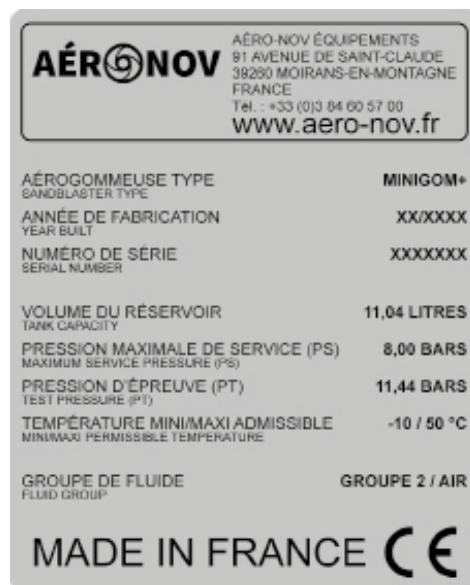 AÉRONOV
AÉRO-NOV ÉQUIPEMENTS
91 AVENUE DE SAINT-CLAUDE
39260 MOIRANS-EN-MONTAGNE
FRANCE
Tél. : +33 (0)3 84 60 57 00
www.aero-nov.fr
AÉROGOMMEUSE TYPE MINIGOM+
SANDBLASTER TYPE
ANNÉE DE FABRICATION XX/XXXX
YEAR BUILT
NUMÉRO DE SÉRIE XXXXXXX
SERIAL NUMBER
VOLUME DU RÉSERVOIR 11,04 LITRES
TANK CAPACITY
PRESSION MAXIMALE DE SERVICE (PS) 8,00 BARS
MAXIMUM SERVICE PRESSURE (PS)
PRESSION D'ÉPREUVE (PT) 11,44 BARS
TEST PRESSURE (PT)
TEMPÉRATURE MINI/MAXI ADMISSIBLE -10 / 50 °C
MINI/MAXI PERMISSIBLE TEMPERATURE
GROUPE DE FLUIDE GROUPE 2 / AIR
FLUID GROUP
MADE IN FRANCE CE